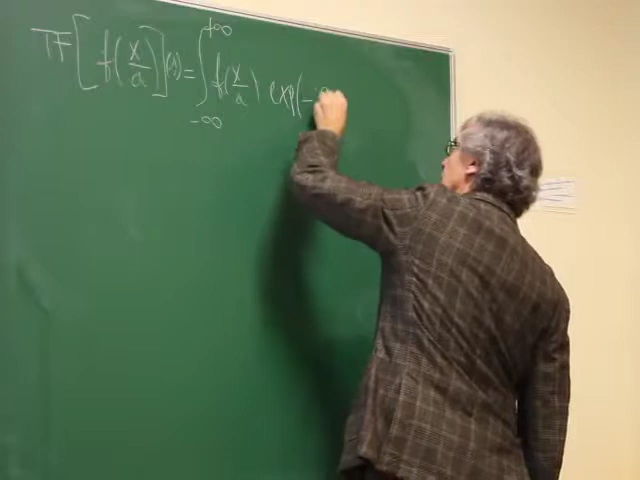 TF[f(x/a)](s) = ∫_{-∞}^{+∞} f(x/a) exp(-i